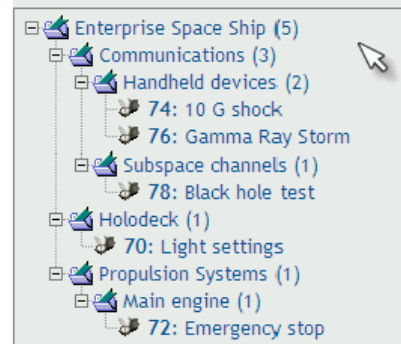 Enterprise Space Ship (5)
Communications (3)
Handheld devices (2)
74: 10 G shock
76: Gamma Ray Storm
Subspace channels (1)
78: Black hole test
Holodeck (1)
70: Light settings
Propulsion Systems (1)
Main engine (1)
72: Emergency stop